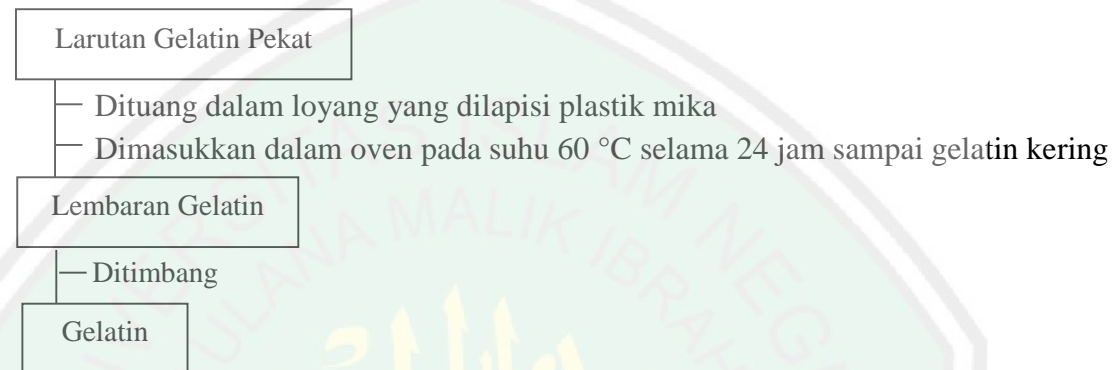 Larutan Gelatin Pekat
Dituang dalam loyang yang dilapisi plastik mika
Dimasukkan dalam oven pada suhu 60 °C selama 24 jam sampai gelatin kering
Lembaran Gelatin
Ditimbang
Gelatin